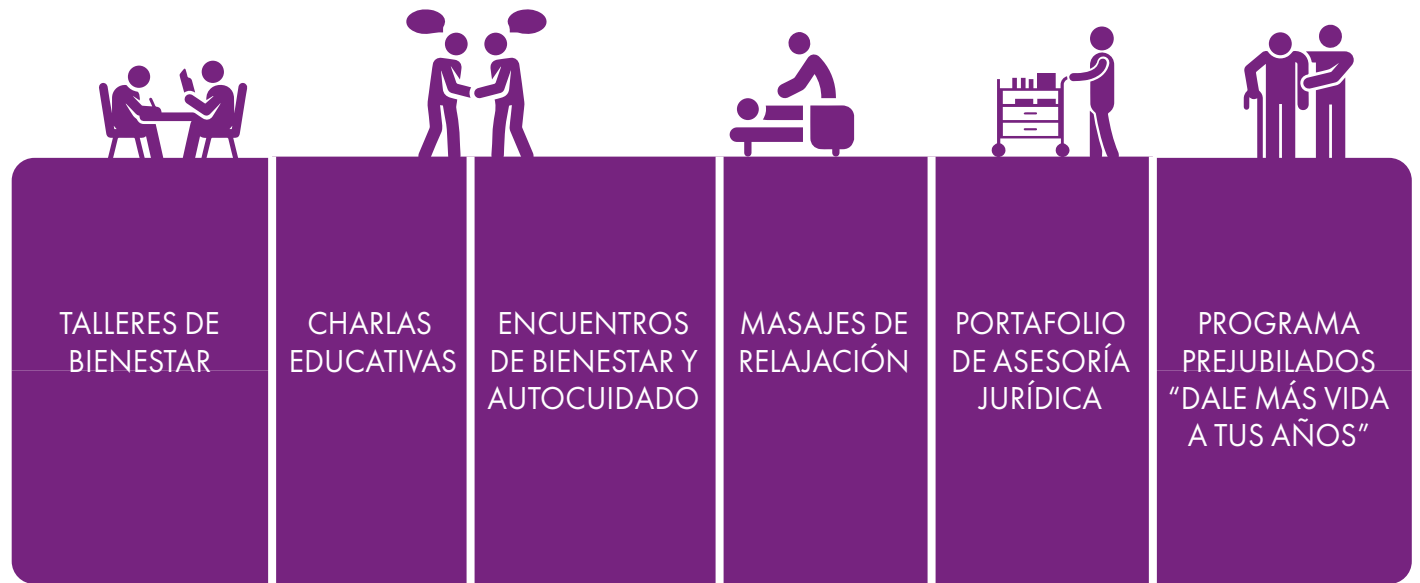 TALLERES DE
BIENESTAR
CHARLAS
EDUCATIVAS
ENCUENTROS
DE BIENESTAR Y
AUTOCUIDADO
MASAJES DE
RELAJACIÓN
PORTAFOLIO
DE ASESORÍA
JURÍDICA
PROGRAMA
PREJUBILADOS
“DALE MÁS VIDA
A TUS AÑOS”